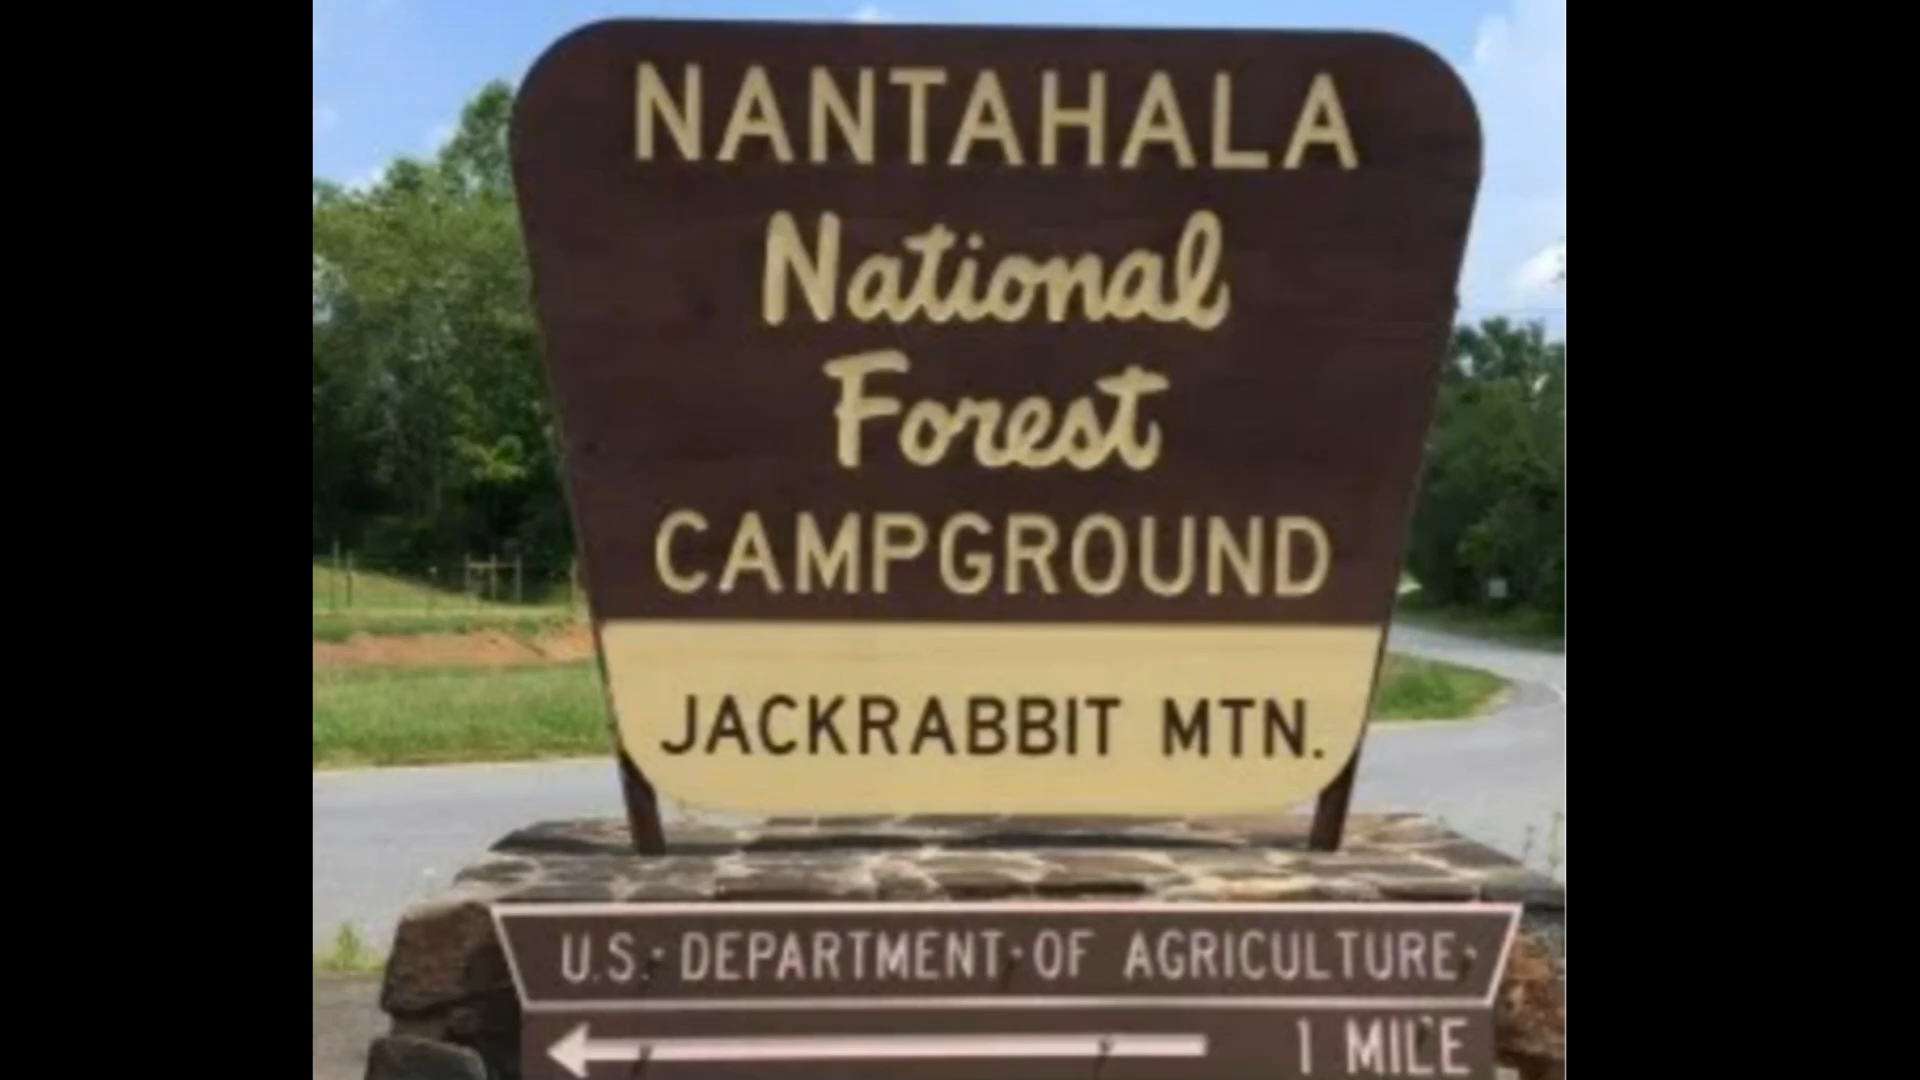 NANTAHALA
National
Forest
CAMPGROUND
JACKRABBIT MTN.
U.S. DEPARTMENT OF AGRICULTURE
1 MILE